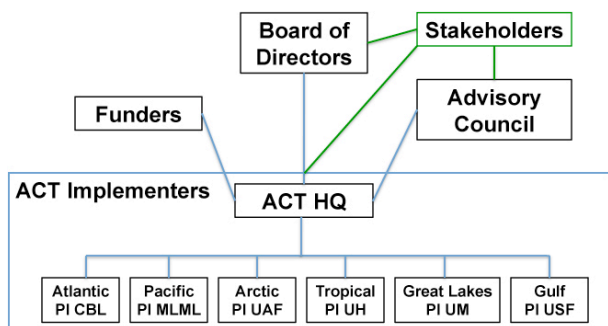 Board of
Directors
Stakeholders
Funders
Advisory
Council
ACT Implementers
ACT HQ
Atlantic
PI CBL
Pacific
PI MLML
Arctic
PI UAF
Tropical
PI UH
Great Lakes
PI UM
Gulf
PI USF